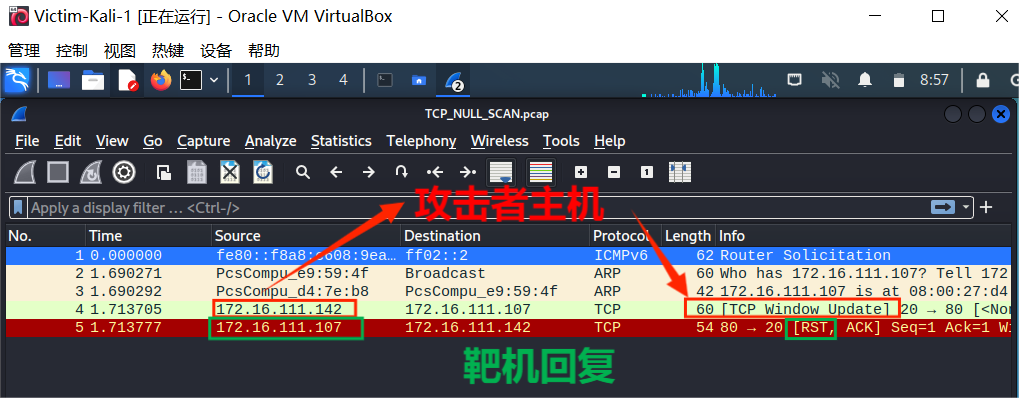 Victim-Kali-1 [正在运行] - Oracle VM VirtualBox
管理 控制 视图 热键 设备 帮助
1 2 3 4 2 8:57
TCP_NULL_SCAN.pcap
File Edit View Go Capture Analyze Statistics Telephony Wireless Tools Help
攻击者主机
Apply a display filter ... <Ctrl-/>
No. Time Source Destination Protocol Length Info
1 0.000000 fe80::f8a8: 608:9ea… ff02::2 ICMPv6 62 Router Solicitation
2 1.690271 PcsCompu_e9:59:4f Broadcast ARP 60 Who has 172.16.111.107? Tell 172
3 1.690292 PcsCompu_d4:7e:b8 PcsCompu_e9:59:4f ARP 42 172.16.111.107 is at 08:00:27:d4
4 1.713705 172.16.111.142 172.16.111.107 TCP 60 [TCP Window Update] 20 → 80 [<Non
5 1.713777 172.16.111.107 172.16.111.142 TCP 54 80 → 20 [RST, ACK] Seq=1 Ack=1 Wi
靶机回复